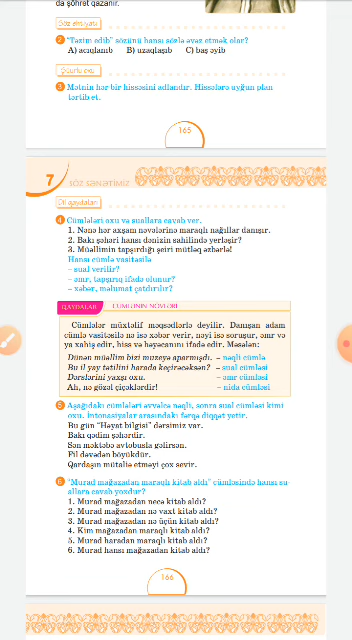 da şöhrət qazanır.
Söz ehtiyatı
2 "Təzim edib" sözünü hansı sözlə əvəz etmək olar?
A) acıqlanıb B) uzaqlaşıb C) baş əyib
Ölçülü oxu
3 Mətnin hər bir hissəsini adlandır. Hissələrə uyğun plan
tərtib et.
165
7 SÖZ SƏNƏTİMİZ
Dil qaydaları
4 Cümlələri oxu və suallara cavab ver.
1. Nənə hər axşam nəvələrinə maraqlı nağıllar danışır.
2. Bakı şəhəri hansı dənizin sahilində yerləşir?
3. Müəllimin tapşırdığı şeiri mütləq əzbərlə!
Hansı cümlə vasitəsilə
– sual verilir?
– əmr, tapşırıq ifadə olunur?
– xəbər, məlumat çatdırılır?
QAYDALAR CÜMLƏNİN NÖVLƏRİ
Cümlələr müxtəlif məqsədlərlə deyilir. Danışan adam
cümlə vasitəsilə nə isə xəbər verir, nəyi isə soruşur, əmr və
ya xahiş edir, hiss və həyəcanını ifadə edir. Məsələn:
Dünən müəllim bizi muzeyə aparmışdı. – nəqli cümlə
Bu il yay tətilini harada keçirəcəksən? – sual cümləsi
Dərslərini yaxşı oxu. – əmr cümləsi
Ah, nə gözəl çiçəklərdir! – nida cümləsi
5 Aşağıdakı cümlələri əvvəlcə nəqli, sonra sual cümləsi kimi
oxu. İntonasiyalar arasındakı fərqə diqqət yetir.
Bu gün "Həyat bilgisi" dərsimiz var.
Bakı qədim şəhərdir.
Sən məktəbə avtobusla gəlirsən.
Fil dəvədən böyükdür.
Qardaşın mütaliə etməyi çox sevir.
6 "Murad mağazadan maraqlı kitab aldı" cümləsində hansı su-
allara cavab yoxdur?
1. Murad mağazadan necə kitab aldı?
2. Murad mağazadan nə vaxt kitab aldı?
3. Murad mağazadan nə üçün kitab aldı?
4. Kim mağazadan maraqlı kitab aldı?
5. Murad haradan maraqlı kitab aldı?
6. Murad hansı mağazadan kitab aldı?
166